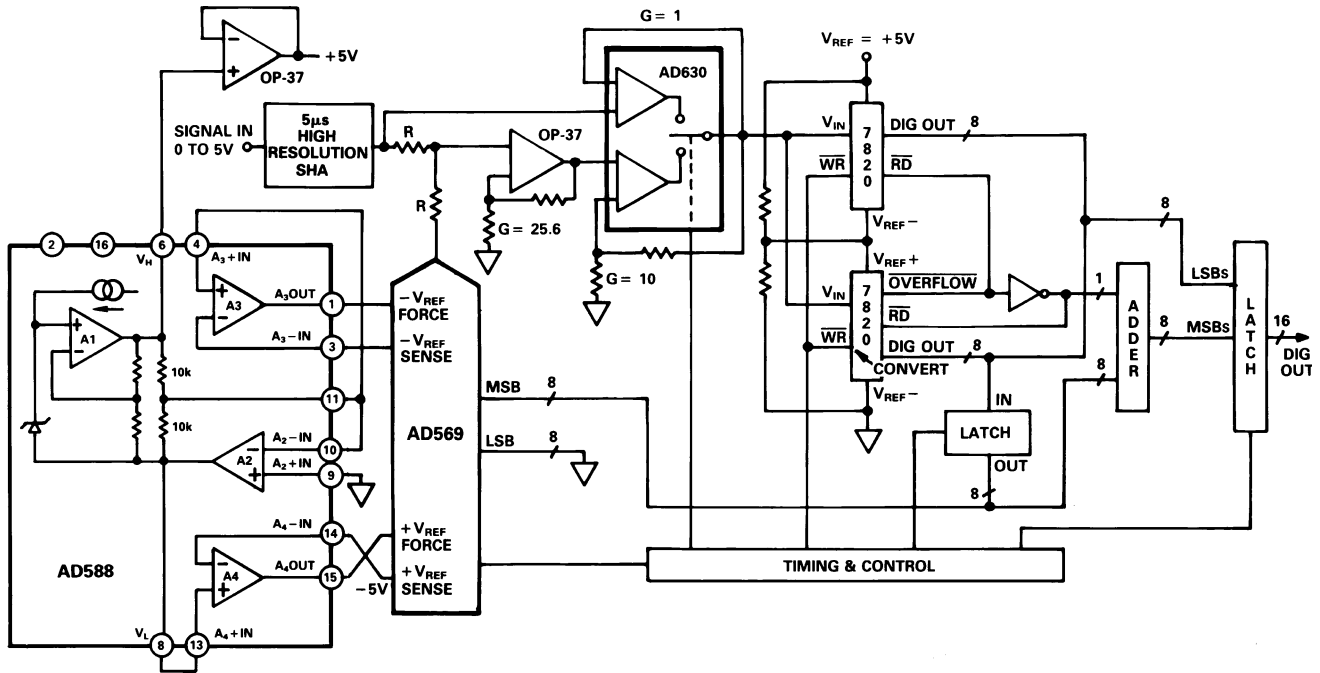 G = 1
+5V
OP-37
AD630
V_REF = +5V
SIGNAL IN
0 TO 5V
5μs
HIGH
RESOLUTION
SHA
R
OP-37
R
G = 25.6
G = 10
V_IN
7820
DIG OUT
8
W̅R̅
R̅D̅
V_REF−
V_REF+
V_IN
7820
O̅V̅E̅R̅F̅L̅O̅W̅
R̅D̅
W̅R̅
DIG OUT
8
CONVERT
V_REF−
1
8
ADDER
8
MSBs
8
LSBs
LATCH
16
DIG
OUT
IN
LATCH
OUT
8
2
16
6
4
V_H
A3+IN
A3
A3OUT
1
A3−IN
3
A1
10k
10k
11
A2−IN
10
A2
A2+IN
9
A4−IN
14
A4
A4OUT
15
−5V
AD588
V_L
8
13
A4+IN
−V_REF
FORCE
−V_REF
SENSE
MSB
8
AD569
LSB
8
+V_REF
FORCE
+V_REF
SENSE
TIMING & CONTROL